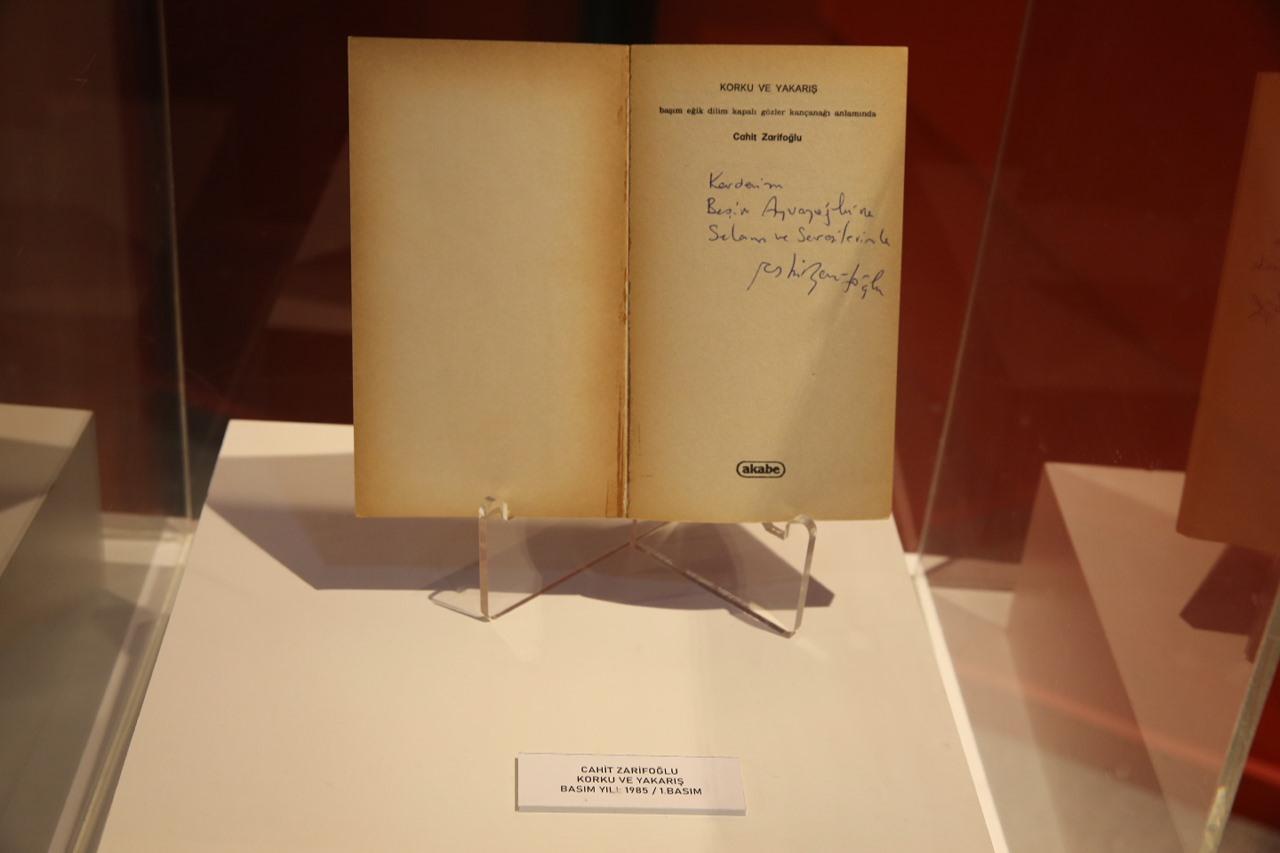 KORKU VE YAKARIŞ
başım eğik dilim kapalı gözler kançanağı anlamında
Cahit Zarifoğlu
Kardeşim
Beşir Ayvazoğlu'na
Selam ve Sevgilerimle
akabe
CAHİT ZARİFOĞLU
KORKU VE YAKARIŞ
BASIM YILI: 1985 / 1.BASIM